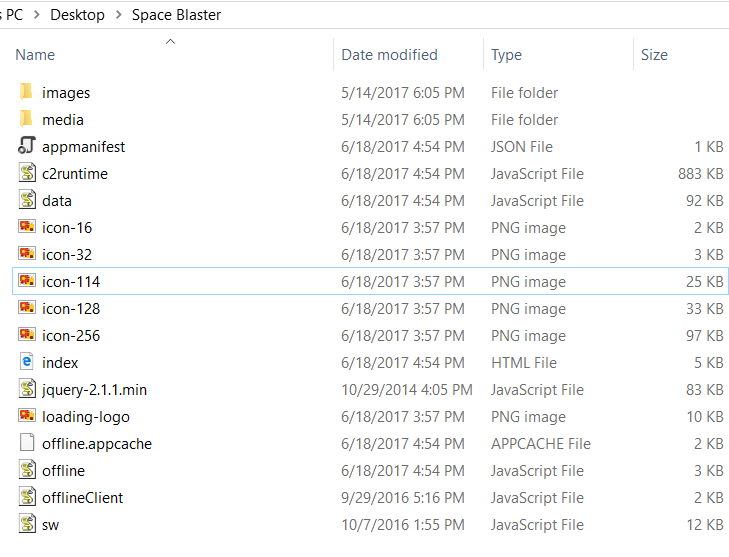 s PC > Desktop > Space Blaster
Name Date modified Type Size
images 5/14/2017 6:05 PM File folder
media 5/14/2017 6:05 PM File folder
appmanifest 6/18/2017 4:54 PM JSON File 1 KB
c2runtime 6/18/2017 4:54 PM JavaScript File 883 KB
data 6/18/2017 4:54 PM JavaScript File 92 KB
icon-16 6/18/2017 3:57 PM PNG image 2 KB
icon-32 6/18/2017 3:57 PM PNG image 3 KB
icon-114 6/18/2017 3:57 PM PNG image 25 KB
icon-128 6/18/2017 3:57 PM PNG image 33 KB
icon-256 6/18/2017 3:57 PM PNG image 97 KB
index 6/18/2017 4:54 PM HTML File 5 KB
jquery-2.1.1.min 10/29/2014 4:05 PM JavaScript File 83 KB
loading-logo 6/18/2017 3:57 PM PNG image 10 KB
offline.appcache 6/18/2017 4:54 PM APPCACHE File 2 KB
offline 6/18/2017 4:54 PM JavaScript File 3 KB
offlineClient 9/29/2016 5:16 PM JavaScript File 2 KB
sw 10/7/2016 1:55 PM JavaScript File 12 KB